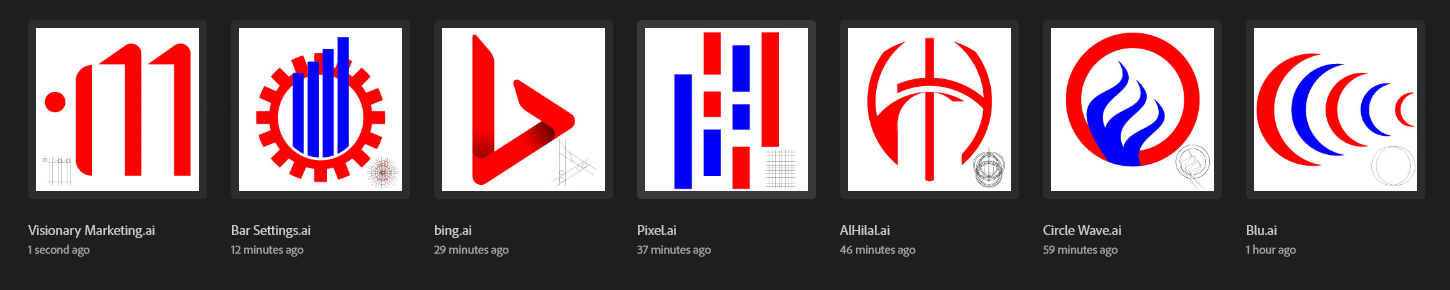 Visionary Marketing.ai
1 second ago
Bar Settings.ai
12 minutes ago
bing.ai
29 minutes ago
Pixel.ai
37 minutes ago
AlHilal.ai
46 minutes ago
Circle Wave.ai
59 minutes ago
Blu.ai
1 hour ago